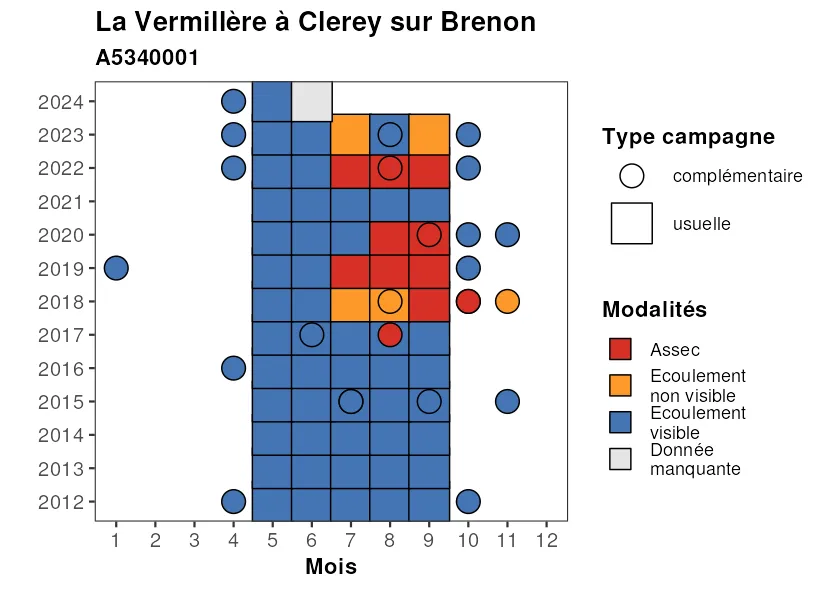 La Vermillère à Clerey sur Brenon
A5340001
2024
2023
2022
2021
2020
2019
2018
2017
2016
2015
2014
2013
2012
1 2 3 4 5 6 7 8 9 10 11 12
Mois
Type campagne
complémentaire
usuelle
Modalités
Assec
Ecoulement
non visible
Ecoulement
visible
Donnée
manquante